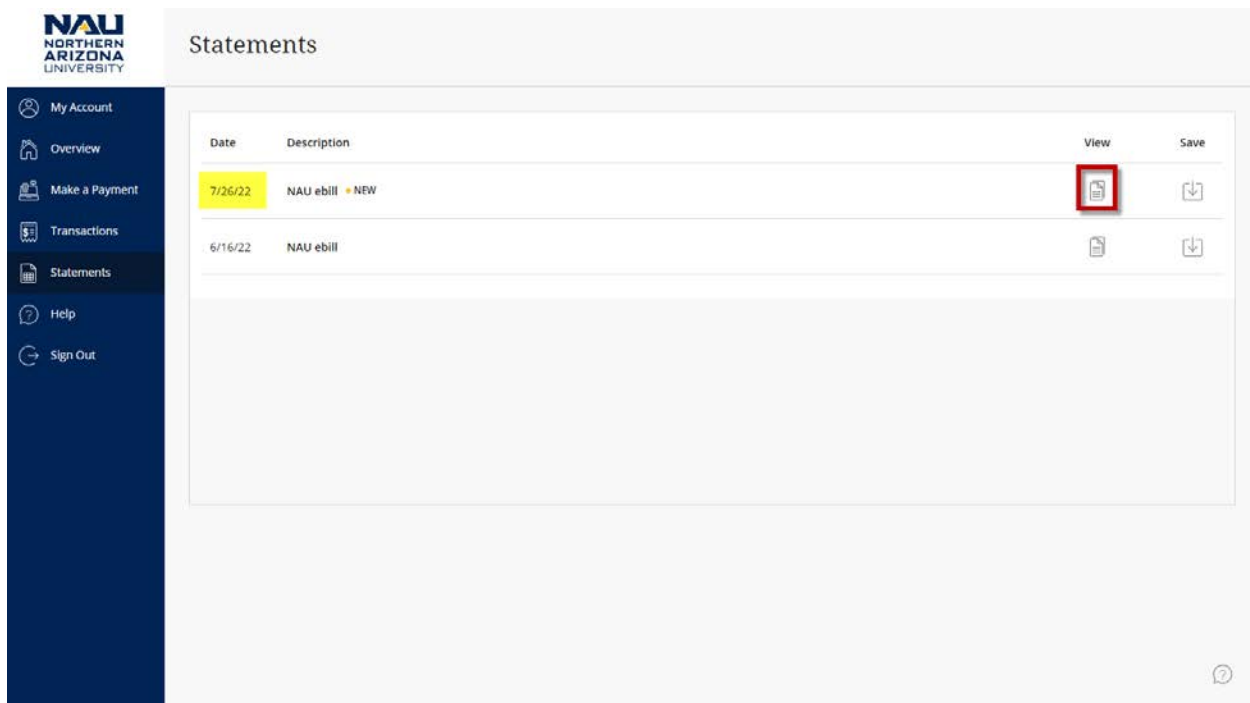 NAU
NORTHERN
ARIZONA
UNIVERSITY
Statements
My Account
Overview
Make a Payment
Transactions
Statements
Help
Sign Out
Date Description View Save
7/26/22 NAU ebill NEW
6/16/22 NAU ebill